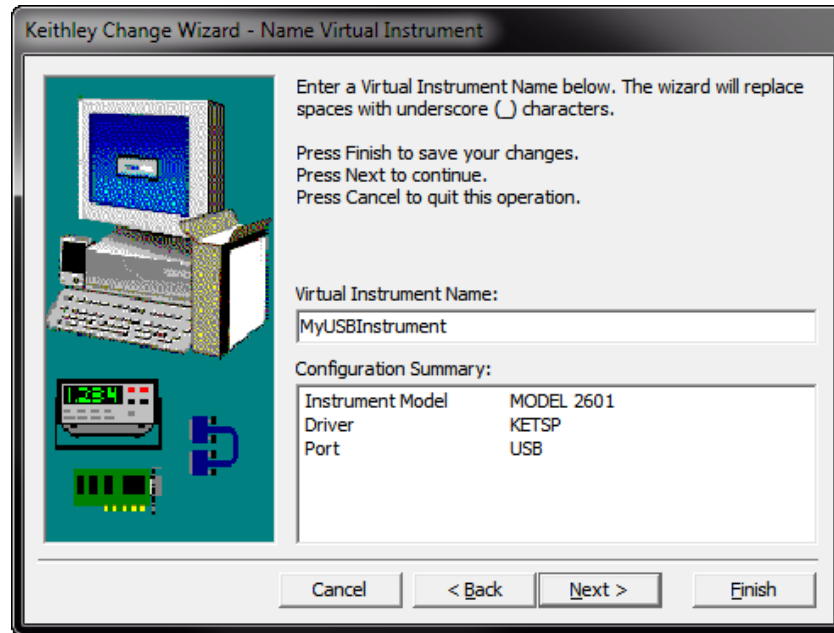 Keithley Change Wizard - Name Virtual Instrument
Enter a Virtual Instrument Name below. The wizard will replace
spaces with underscore (_) characters.
Press Finish to save your changes.
Press Next to continue.
Press Cancel to quit this operation.
Virtual Instrument Name:
MyUSBInstrument
Configuration Summary:
Instrument Model MODEL 2601
Driver KETSP
Port USB
1.234
Cancel < Back Next > Finish